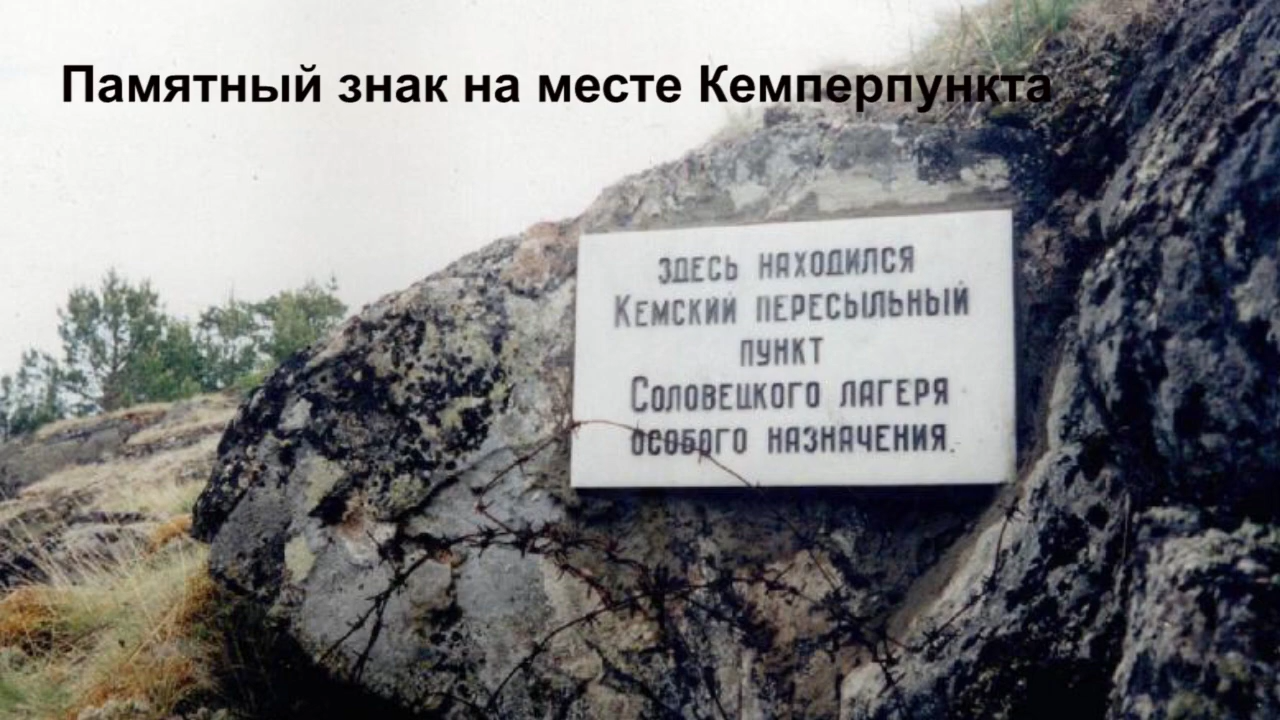 Памятный знак на месте Кемперпункта
ЗДЕСЬ НАХОДИЛСЯ
КЕМСКИЙ ПЕРЕСЫЛЬНЫЙ
ПУНКТ
СОЛОВЕЦКОГО ЛАГЕРЯ
ОСОБОГО НАЗНАЧЕНИЯ.